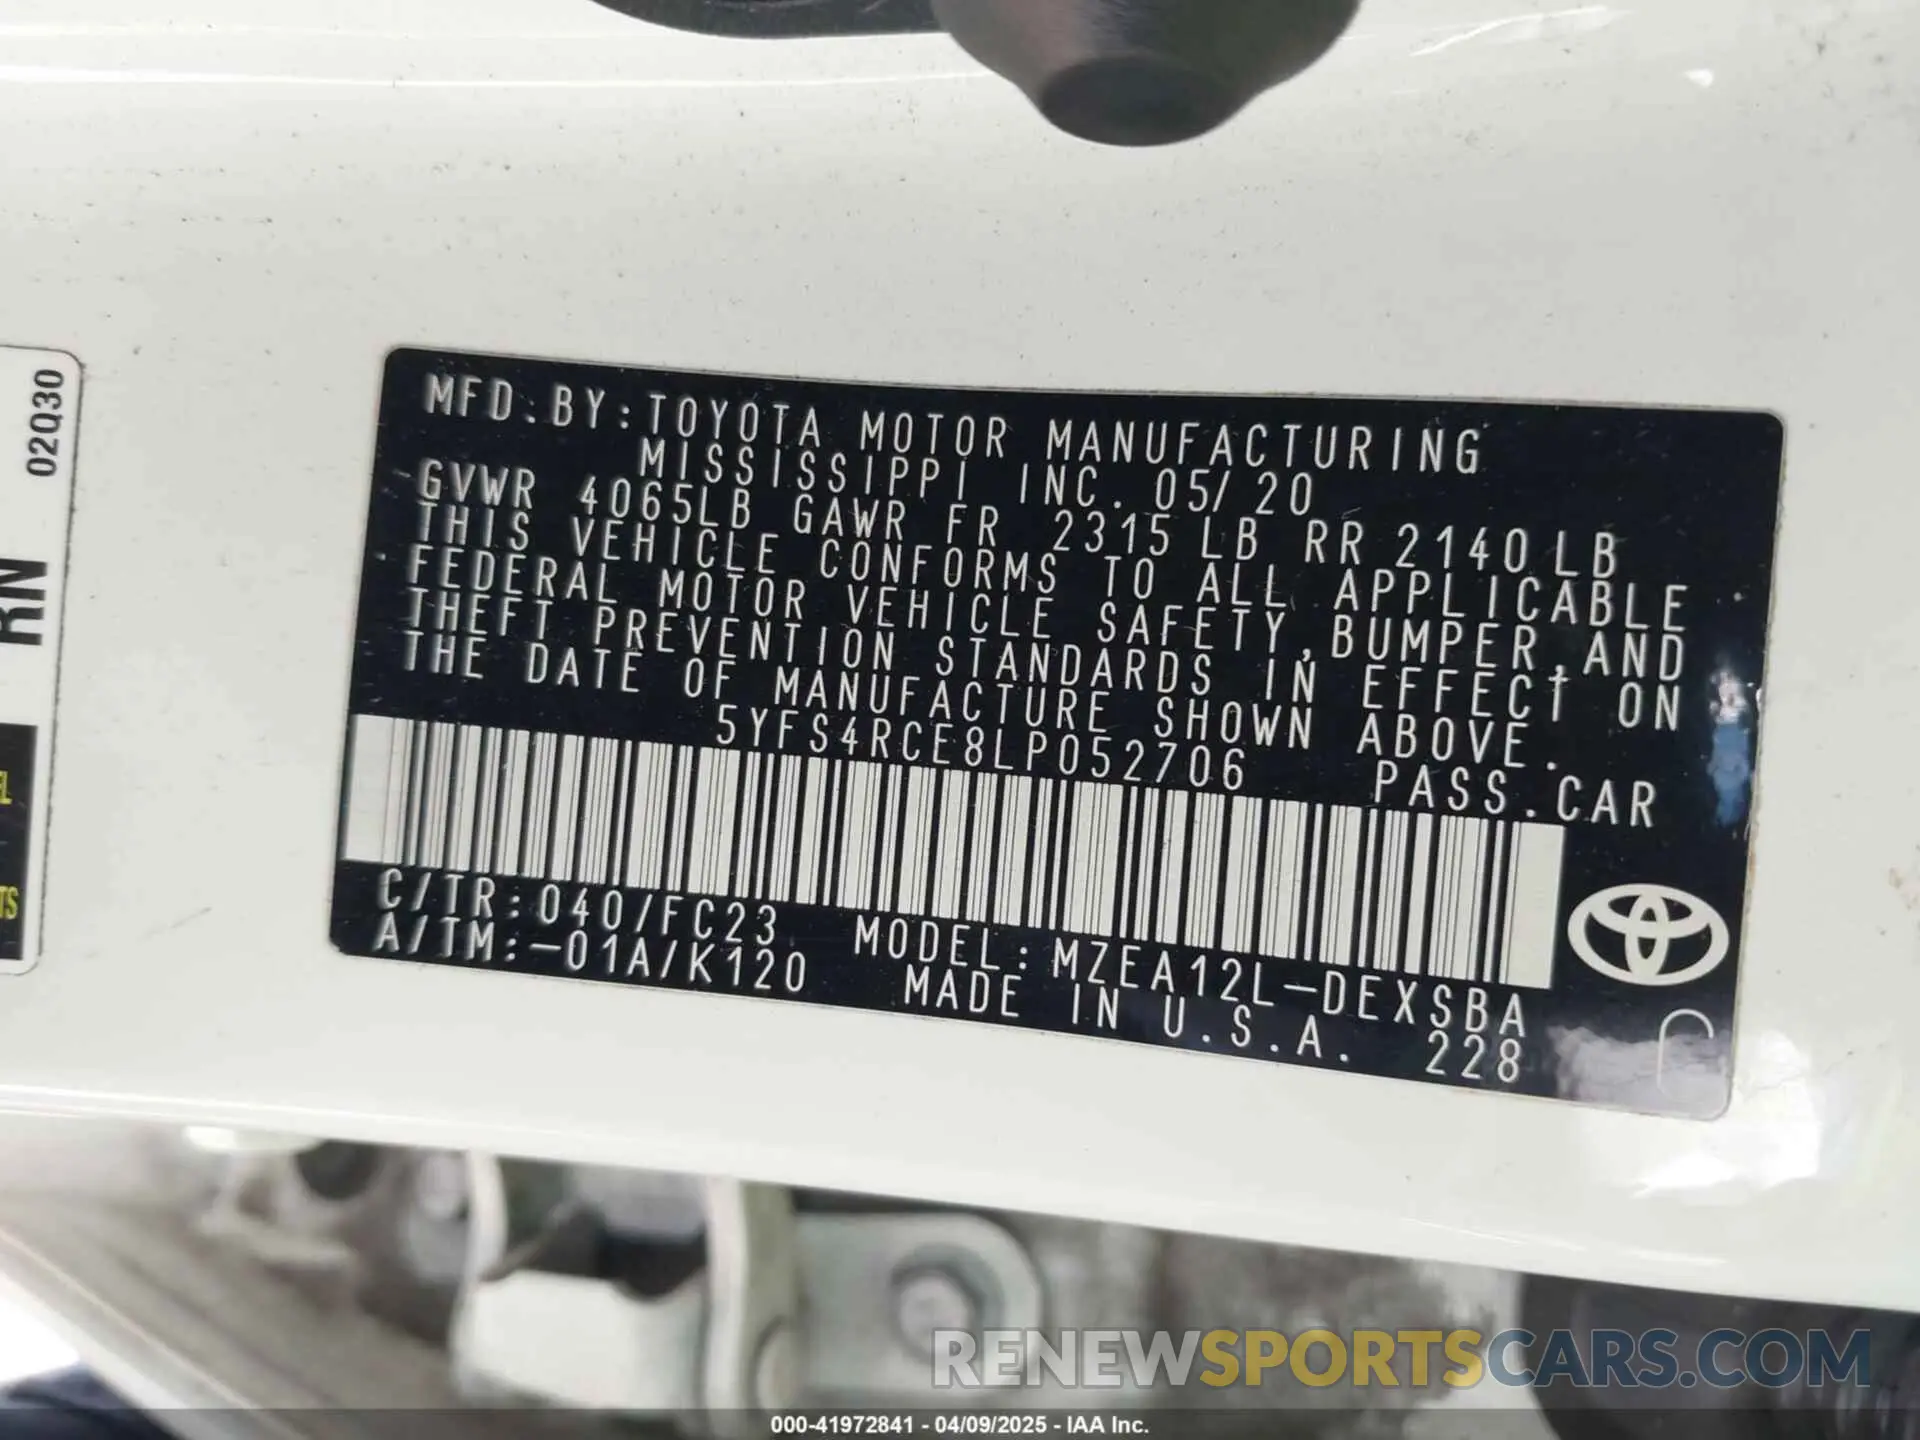 02Q30
RN
MFD.BY:TOYOTA MOTOR MANUFACTURING
MISSISSIPPI INC. 05/20
GVWR 4065LB GAWR FR 2315LB RR 2140LB
THIS VEHICLE CONFORMS TO ALL APPLICABLE
FEDERAL MOTOR VEHICLE SAFETY,BUMPER,AND
THEFT PREVENTION STANDARDS IN EFFECT ON
THE DATE OF MANUFACTURE SHOWN ABOVE.
5YFS4RCE8LP052706 PASS.CAR
C/TR:040/FC23 MODEL:MZEA12L-DEXSBA
A/TM:-01A/K120 MADE IN U.S.A. 228
RENEWSPORTSCARS.COM
000-41972841 - 04/09/2025 - IAA Inc.